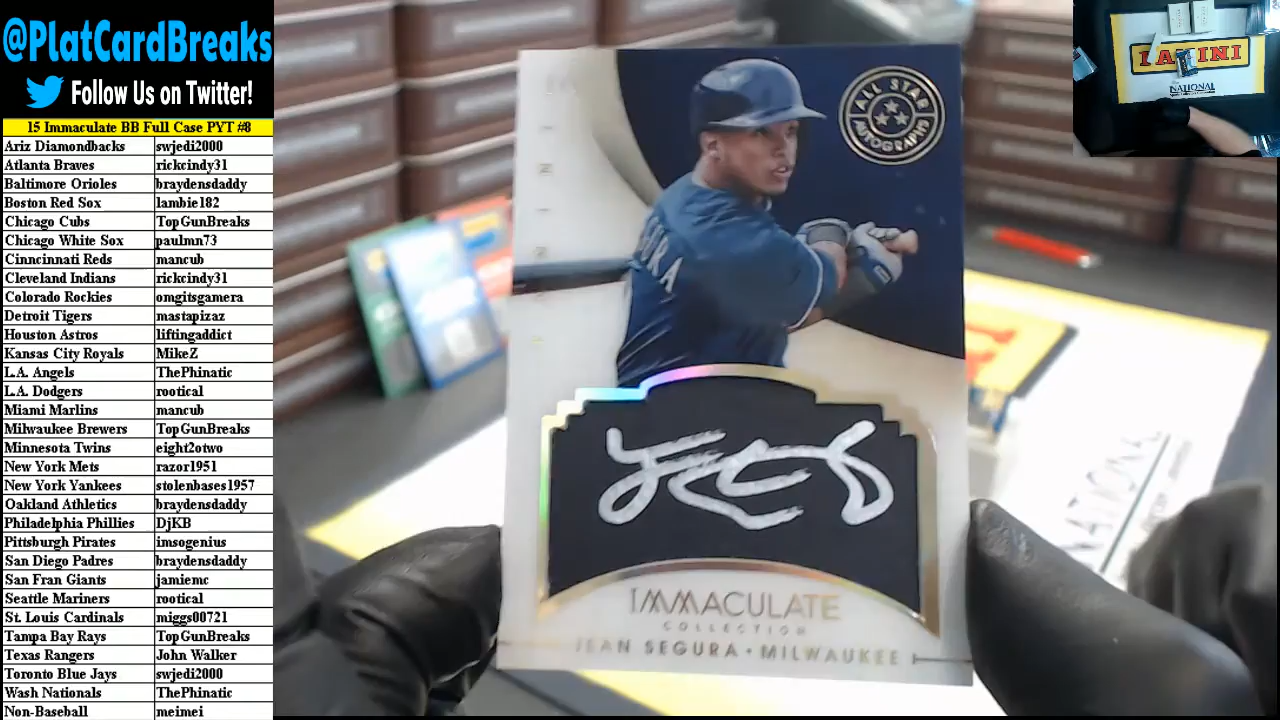 @PlatCardBreaks
Follow Us on Twitter!
15 Immaculate BB Full Case PYT #8
Ariz Diamondbacks swjedi2000
Atlanta Braves rickcindy31
Baltimore Orioles braydensdaddy
Boston Red Sox lambie182
Chicago Cubs TopGunBreaks
Chicago White Sox paulmn73
Cinncinnati Reds mancub
Cleveland Indians rickcindy31
Colorado Rockies omgitsgamera
Detroit Tigers mastapizaz
Houston Astros liftingaddict
Kansas City Royals MikeZ
L.A. Angels ThePhinatic
L.A. Dodgers rootical
Miami Marlins mancub
Milwaukee Brewers TopGunBreaks
Minnesota Twins eight2otwo
New York Mets razor1951
New York Yankees stolenbases1957
Oakland Athletics braydensdaddy
Philadelphia Phillies DjKB
Pittsburgh Pirates imsogenius
San Diego Padres braydensdaddy
San Fran Giants jamiemc
Seattle Mariners rootical
St. Louis Cardinals miggs00721
Tampa Bay Rays TopGunBreaks
Texas Rangers John Walker
Toronto Blue Jays swjedi2000
Wash Nationals ThePhinatic
Non-Baseball meimei
ALL STAR
AUTOGRAPHS
IMMACULATE
COLLECTION
JEAN SEGURA • MILWAUKEE
PANINI
NATIONAL
NATIONAL